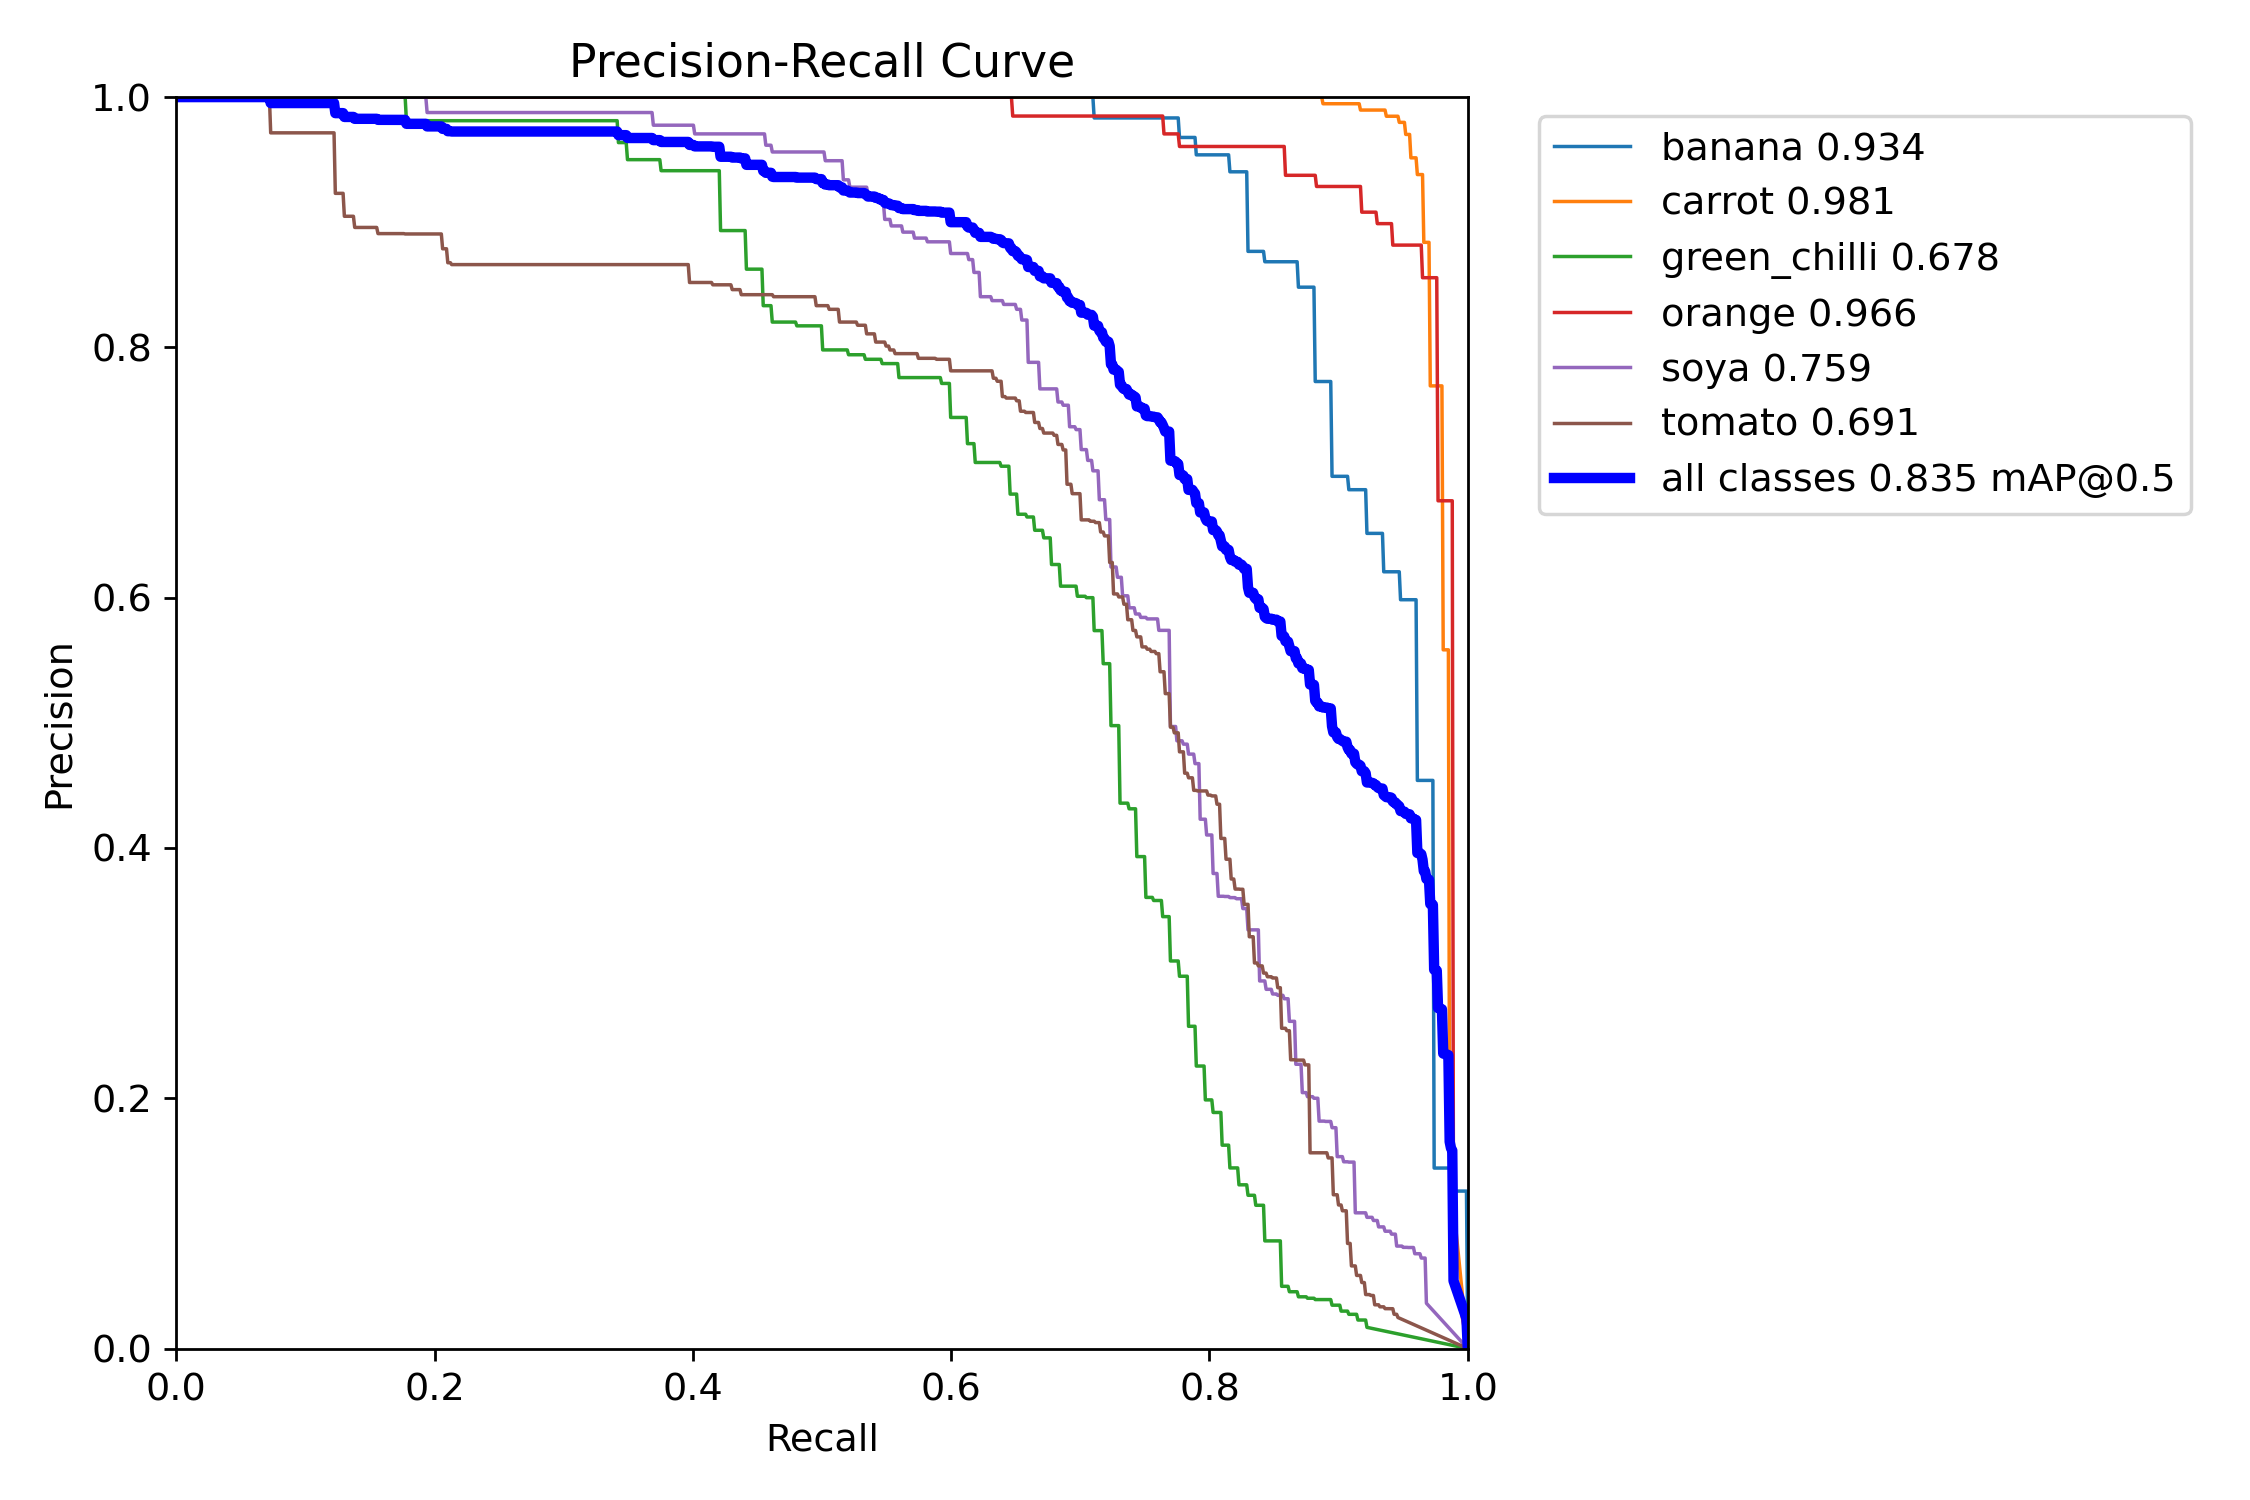 Precision-Recall Curve
1.0
0.8
0.6
0.4
0.2
0.0
Precision
0.0 0.2 0.4 0.6 0.8 1.0
Recall
banana 0.934
carrot 0.981
green_chilli 0.678
orange 0.966
soya 0.759
tomato 0.691
all classes 0.835 mAP@0.5